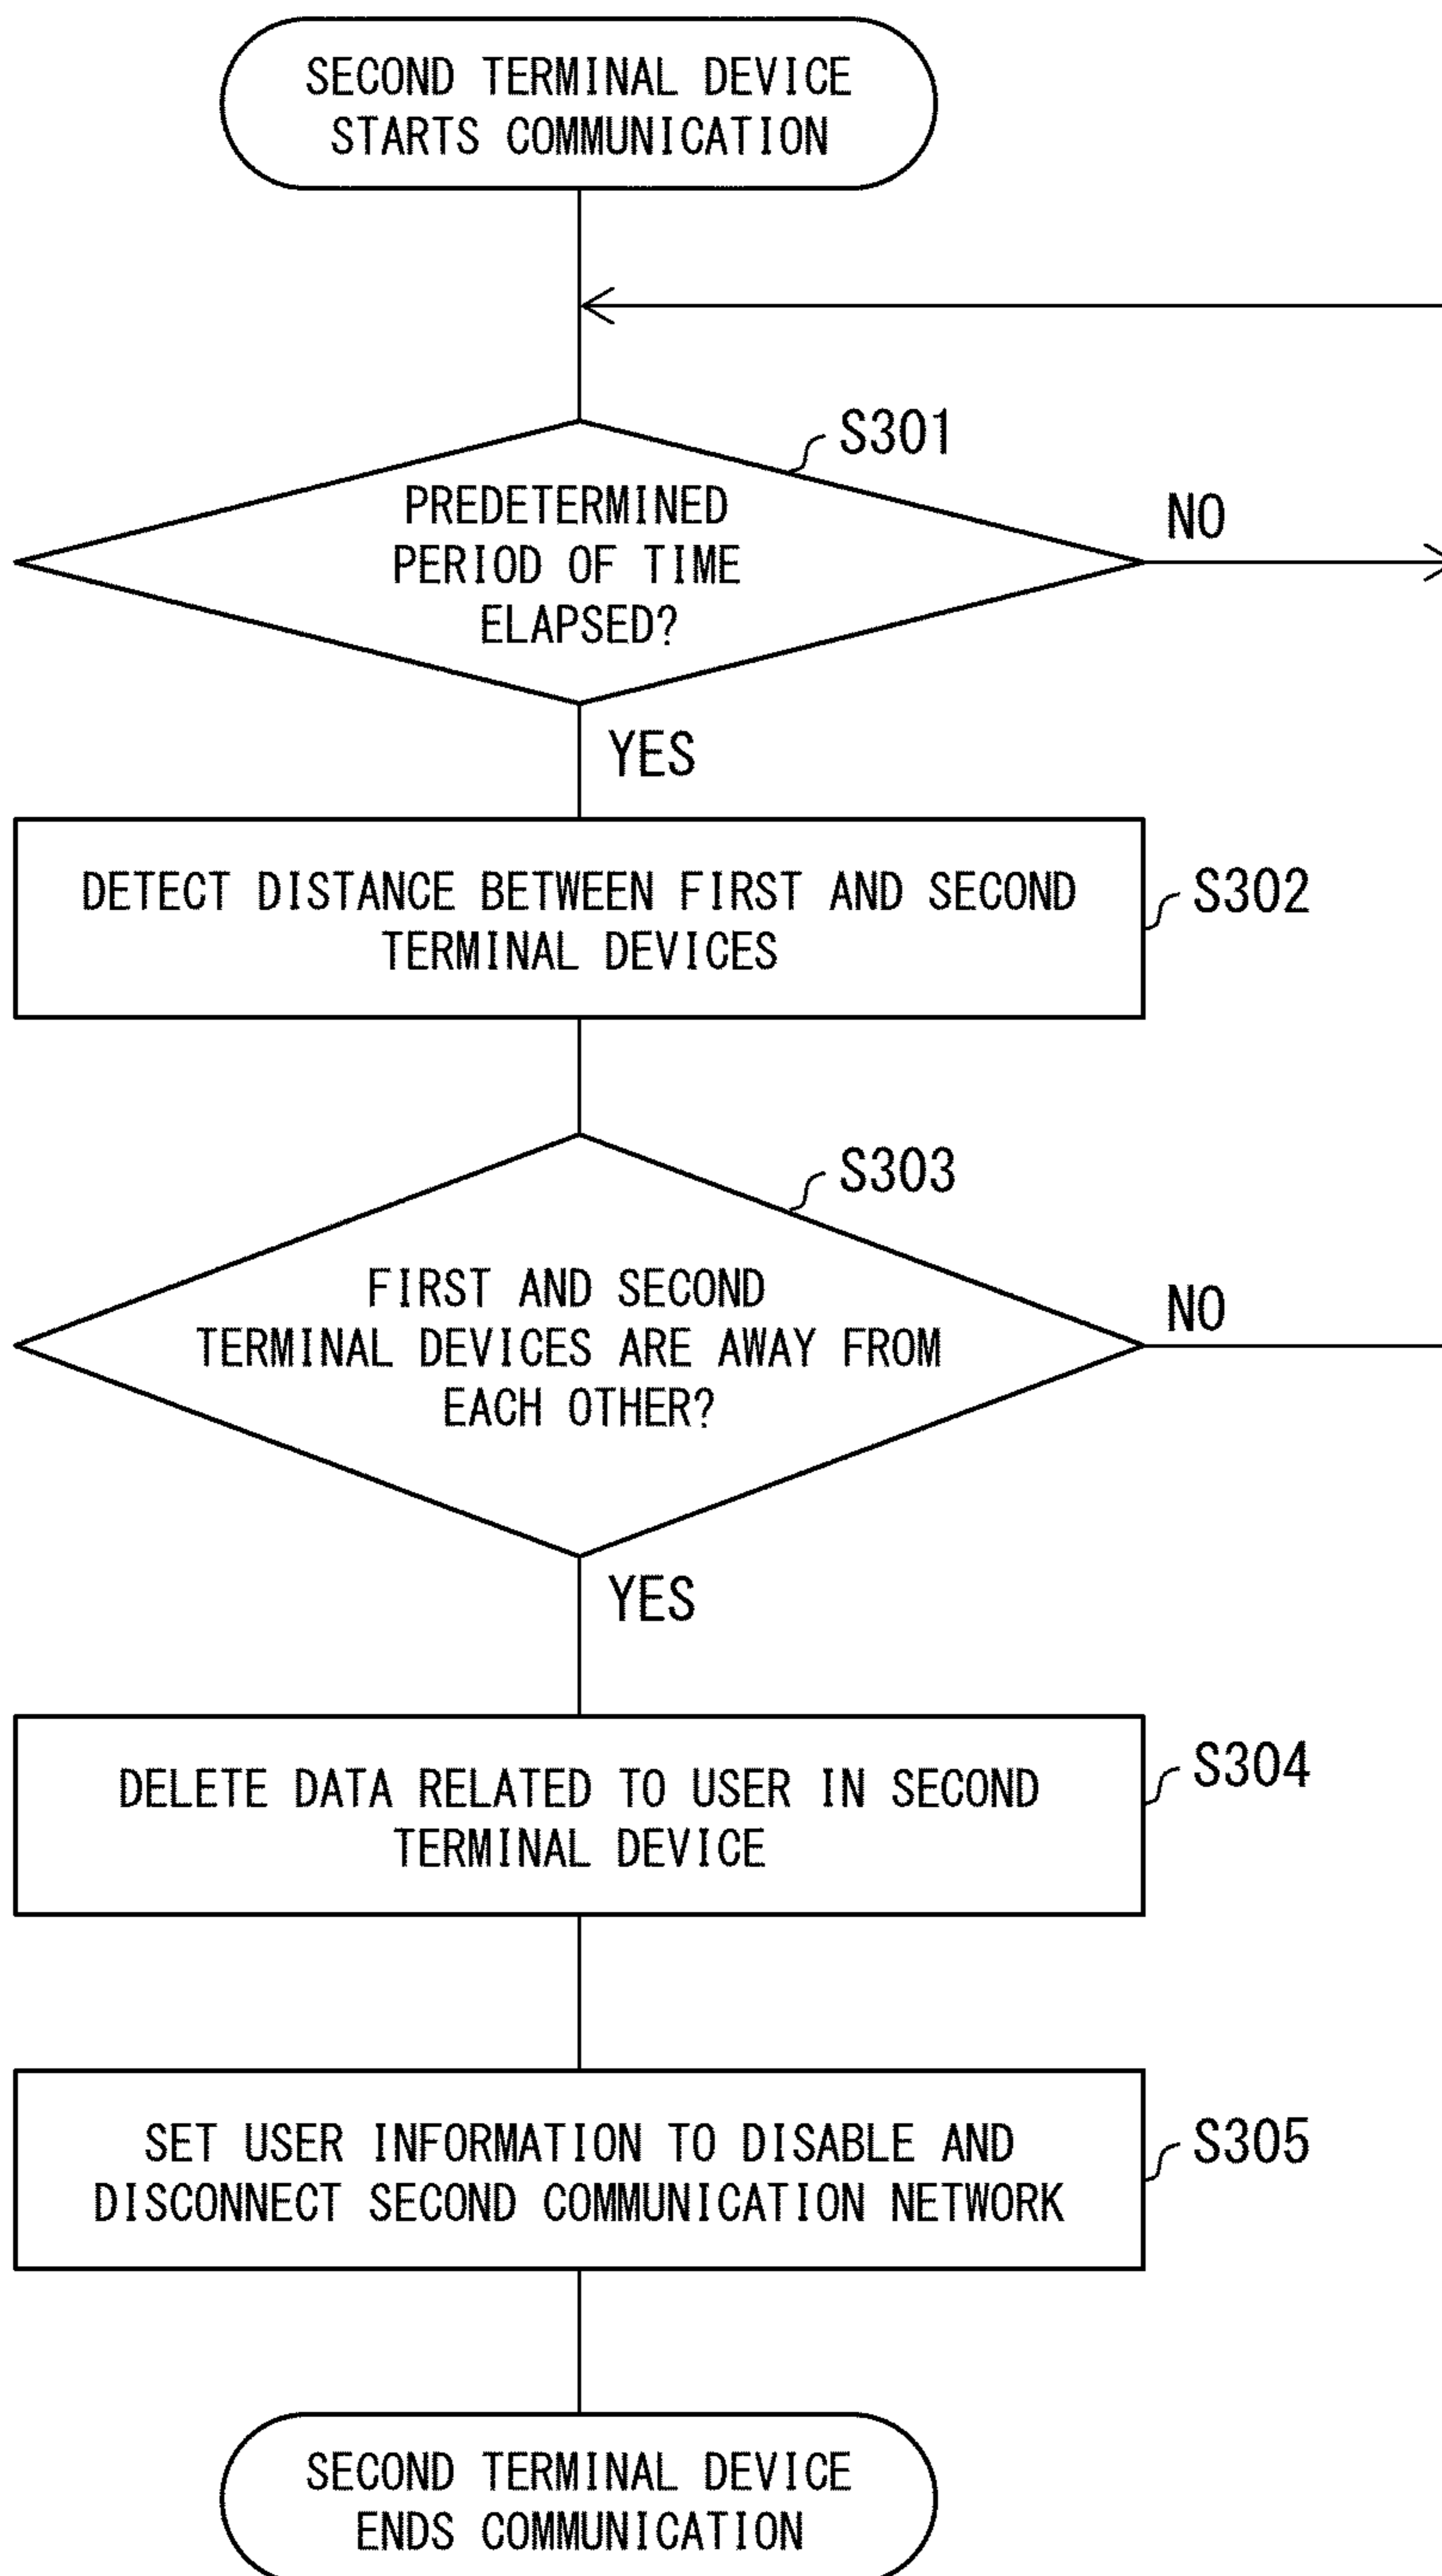 SECOND TERMINAL DEVICE
STARTS COMMUNICATION
S301
PREDETERMINED
PERIOD OF TIME
ELAPSED?
NO
YES
DETECT DISTANCE BETWEEN FIRST AND SECOND
TERMINAL DEVICES
S302
S303
FIRST AND SECOND
TERMINAL DEVICES ARE AWAY FROM
EACH OTHER?
NO
YES
DELETE DATA RELATED TO USER IN SECOND
TERMINAL DEVICE
S304
SET USER INFORMATION TO DISABLE AND
DISCONNECT SECOND COMMUNICATION NETWORK
S305
SECOND TERMINAL DEVICE
ENDS COMMUNICATION